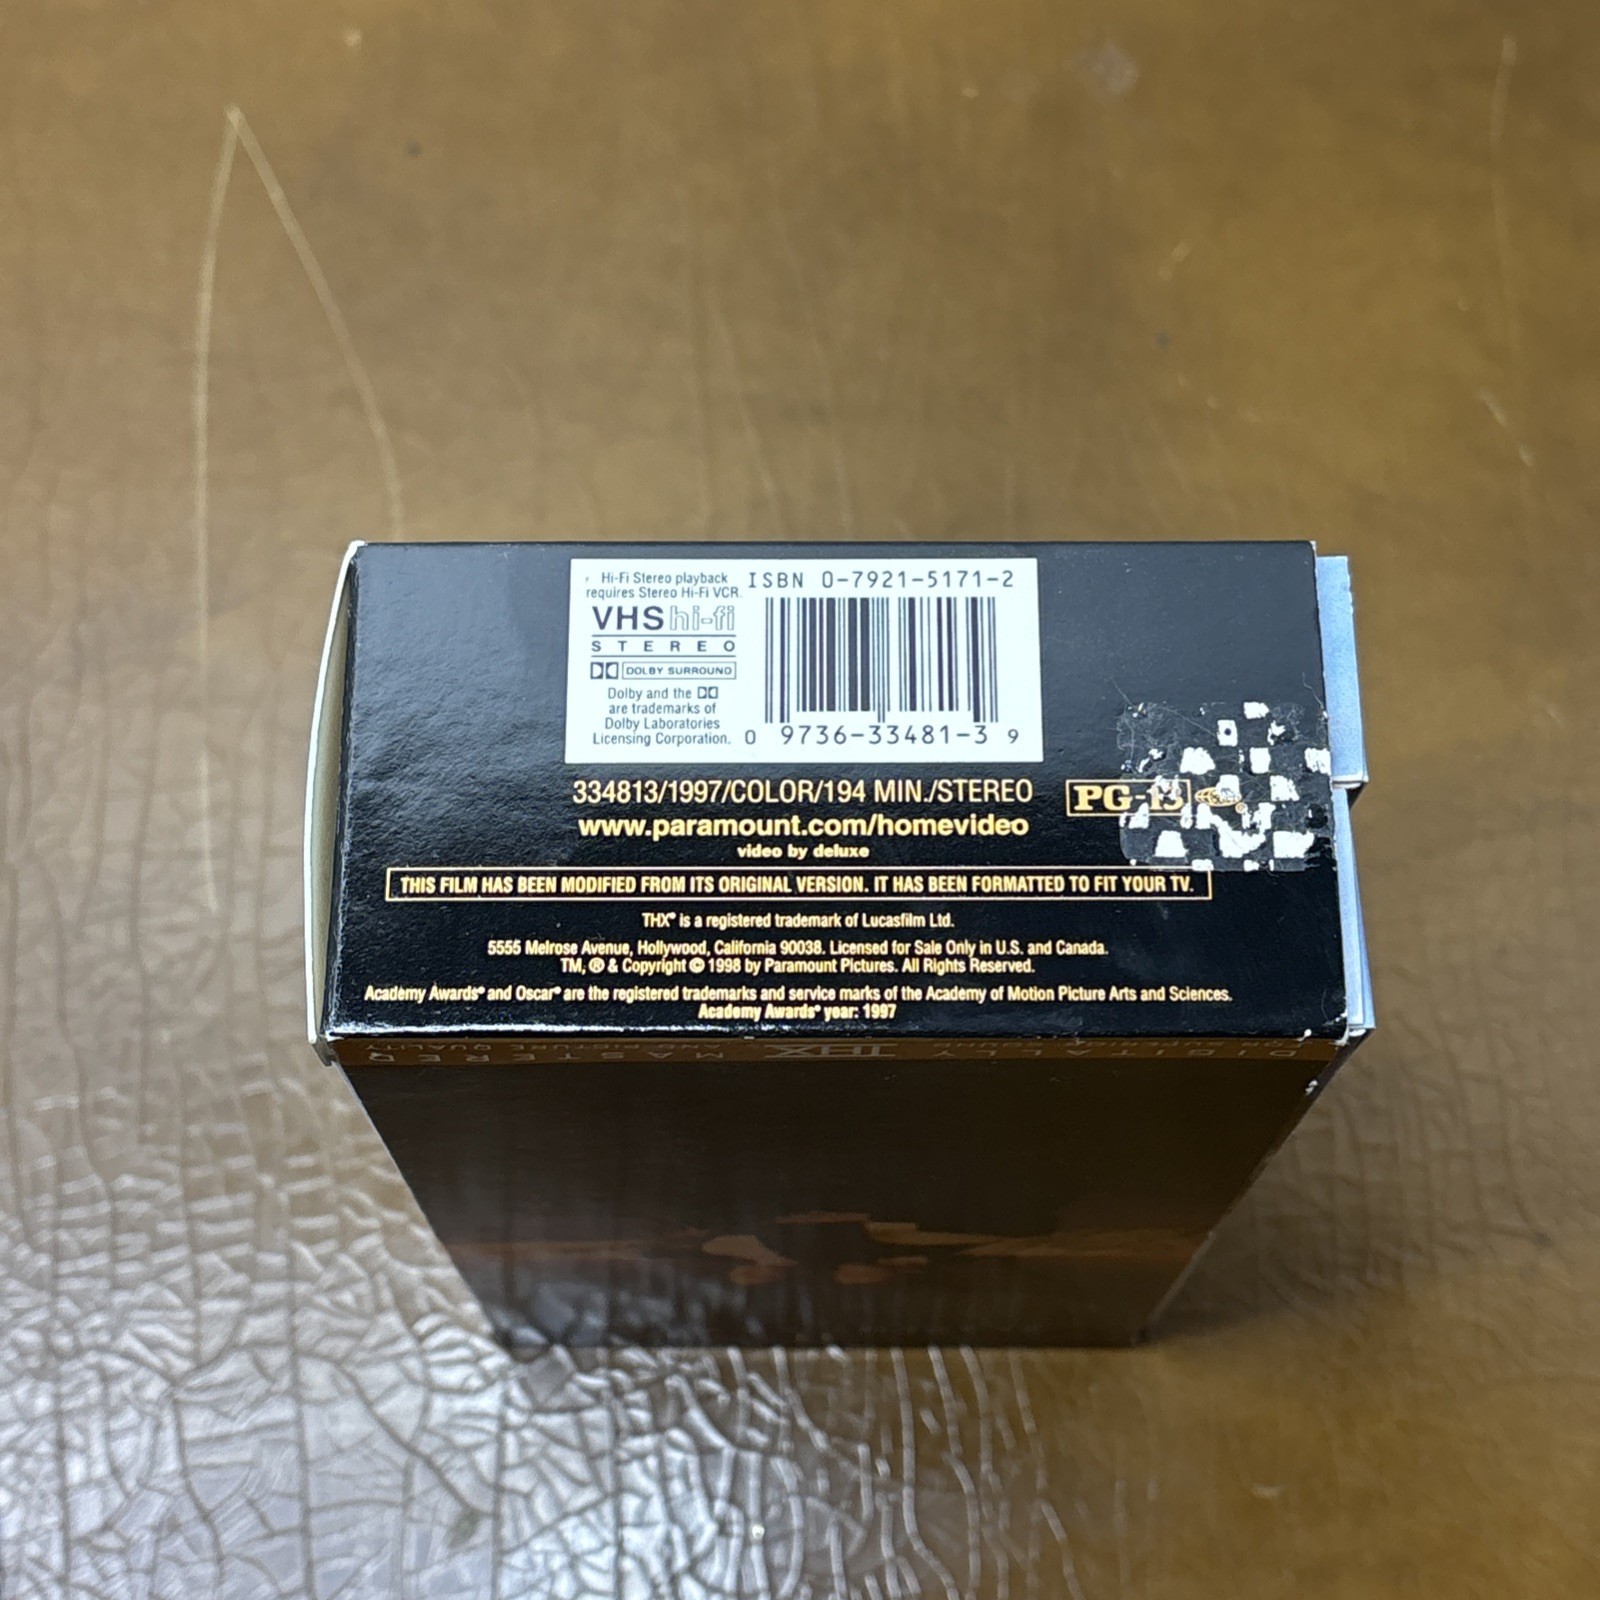 Hi-Fi Stereo playback
requires Stereo Hi-Fi VCR.
VHS hi-fi
STEREO
DOLBY SURROUND
Dolby and the
are trademarks of
Dolby Laboratories
Licensing Corporation.
ISBN 0-7921-5171-2
0 9736-33481-3 9
334813/1997/COLOR/194 MIN./STEREO
PG-13
www.paramount.com/homevideo
video by deluxe
THIS FILM HAS BEEN MODIFIED FROM ITS ORIGINAL VERSION. IT HAS BEEN FORMATTED TO FIT YOUR TV.
THX® is a registered trademark of Lucasfilm Ltd.
5555 Melrose Avenue, Hollywood, California 90038. Licensed for Sale Only in U.S. and Canada.
TM, ® & Copyright © 1998 by Paramount Pictures. All Rights Reserved.
Academy Awards® and Oscar® are the registered trademarks and service marks of the Academy of Motion Picture Arts and Sciences.
Academy Awards® year: 1997
DIGITALLY THX MASTERED
AND PICTURE QUALITY